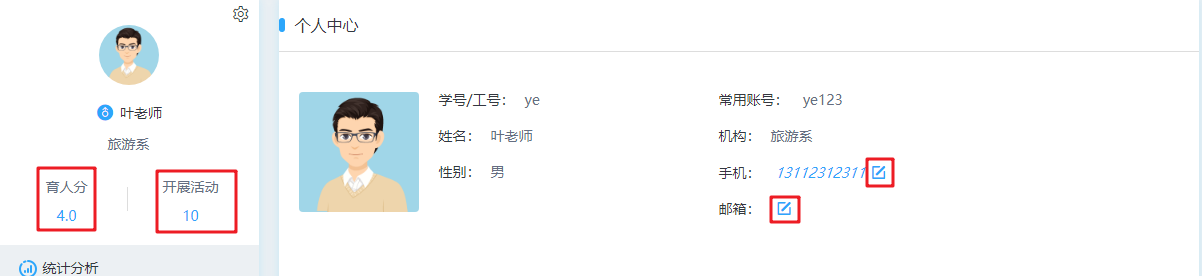 叶老师
旅游系
育人分 开展活动
4.0 10
统计分析
个人中心
学号/工号： ye 常用账号： ye123
姓名： 叶老师 机构： 旅游系
性别： 男 手机： 13112312311
邮箱：